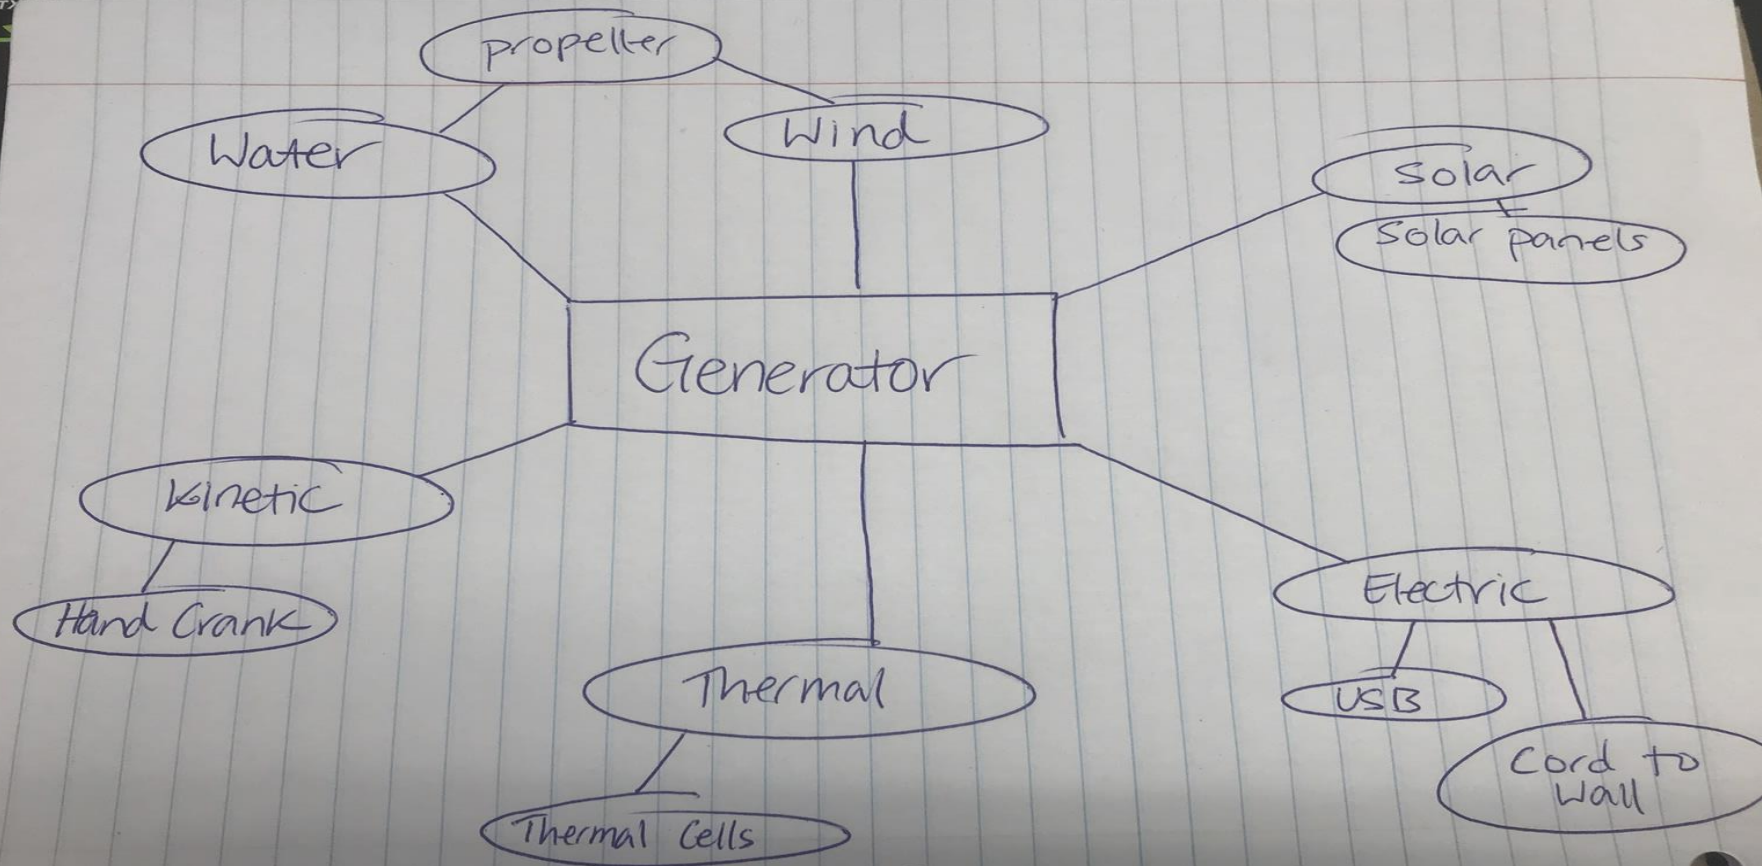 propeller
Water
Wind
Solar
Solar panels
Generator
Kinetic
Hand Crank
Electric
Thermal
USB
Cord to
Wall
Thermal Cells